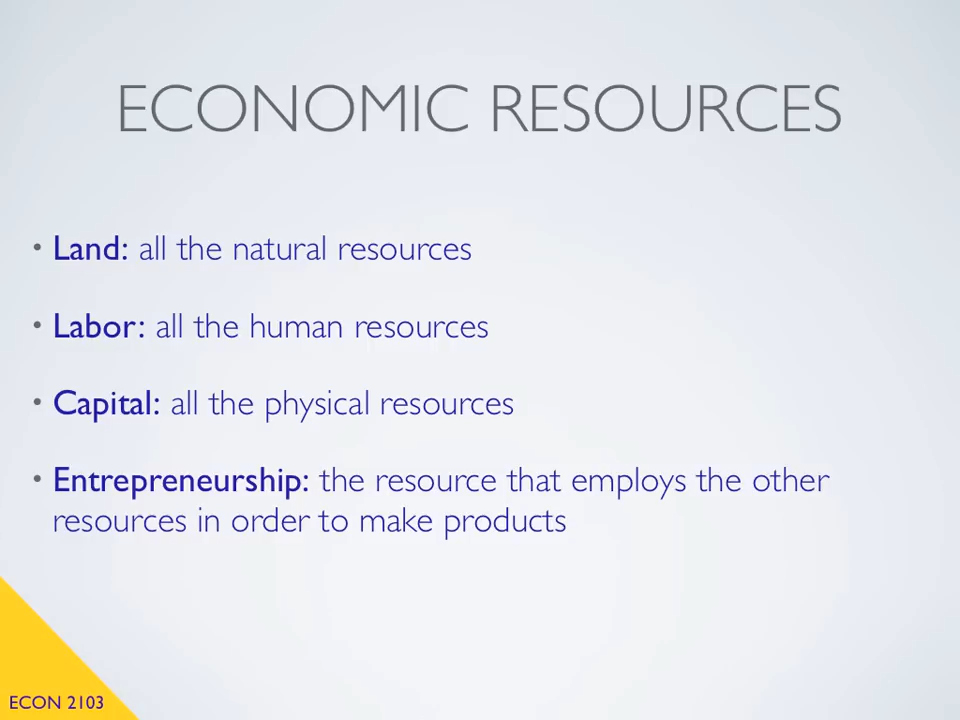 ECONOMIC RESOURCES
• Land: all the natural resources
• Labor: all the human resources
• Capital: all the physical resources
• Entrepreneurship: the resource that employs the other
resources in order to make products
ECON 2103